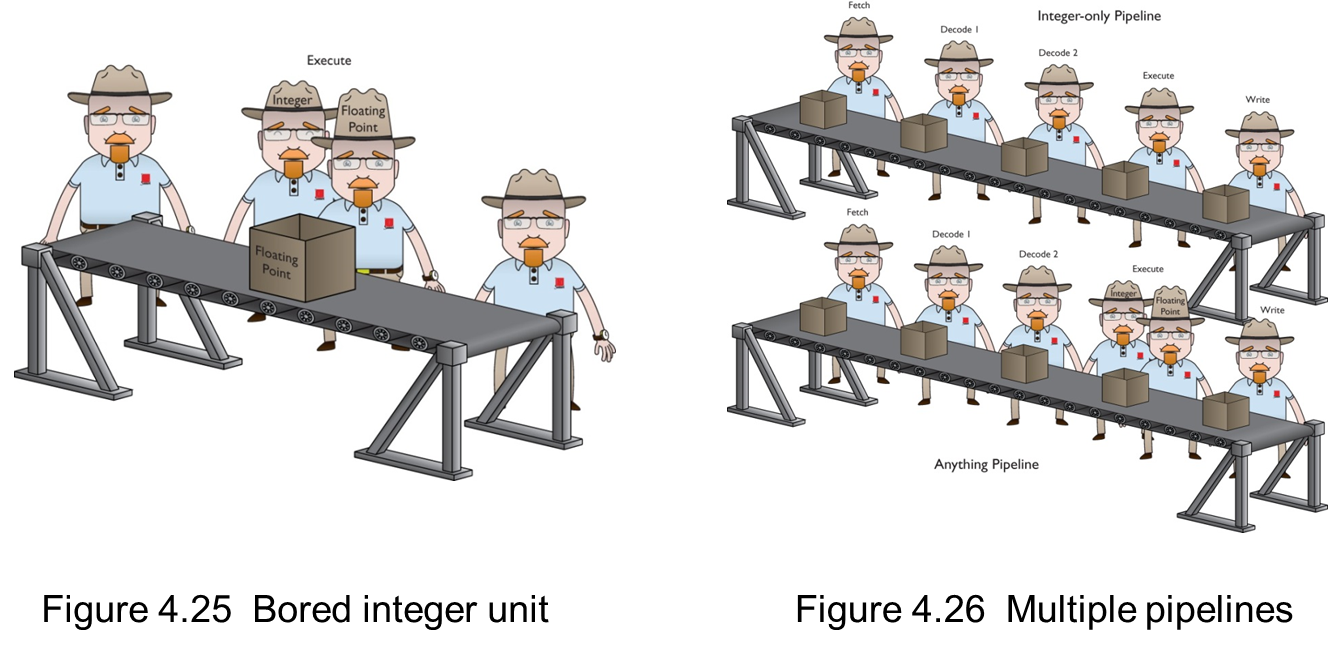 Execute
Integer
Floating
Point
Floating
Point
Figure 4.25 Bored integer unit
Integer-only Pipeline
Fetch
Decode 1
Decode 2
Execute
Write
Fetch
Decode 1
Decode 2
Execute
Integer
Floating
Point
Write
Anything Pipeline
Figure 4.26 Multiple pipelines